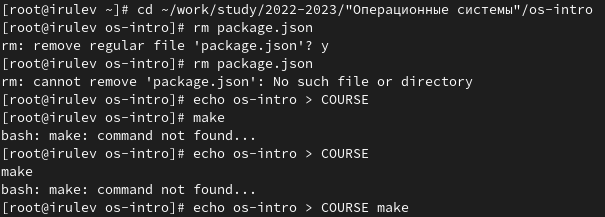 [root@irulev ~]# cd ~/work/study/2022-2023/"Операционные системы"/os-intro
[root@irulev os-intro]# rm package.json
rm: remove regular file 'package.json'? y
[root@irulev os-intro]# rm package.json
rm: cannot remove 'package.json': No such file or directory
[root@irulev os-intro]# echo os-intro > COURSE
[root@irulev os-intro]# make
bash: make: command not found...
[root@irulev os-intro]# echo os-intro > COURSE
make
bash: make: command not found...
[root@irulev os-intro]# echo os-intro > COURSE make